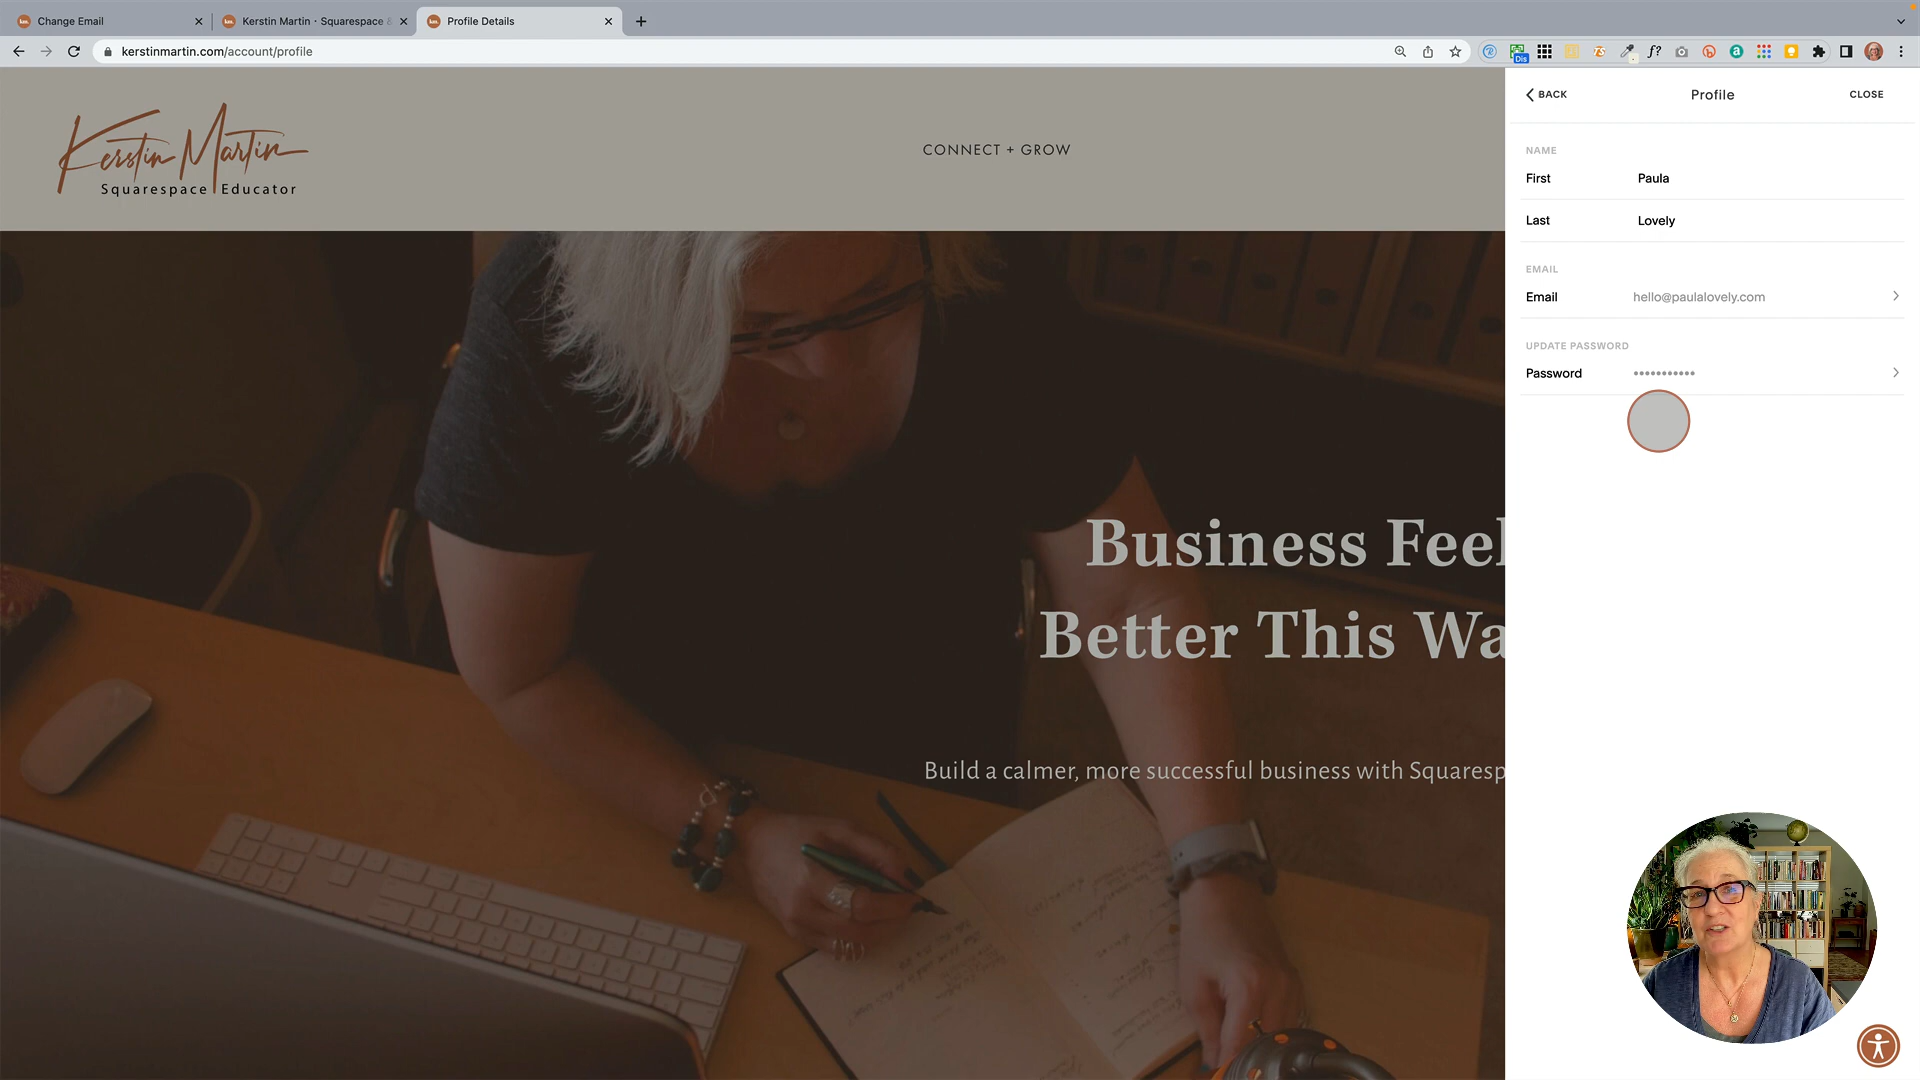 Change Email
Kerstin Martin · Squarespace &
Profile Details
kerstinmartin.com/account/profile
f?
Dis
Kerstin Martin
Squarespace Educator
CONNECT + GROW
Business Feel
Better This Wa
Build a calmer, more successful business with Squaresp
BACK
Profile
CLOSE
NAME
First Paula
Last Lovely
EMAIL
Email hello@paulalovely.com
UPDATE PASSWORD
Password •••••••••••